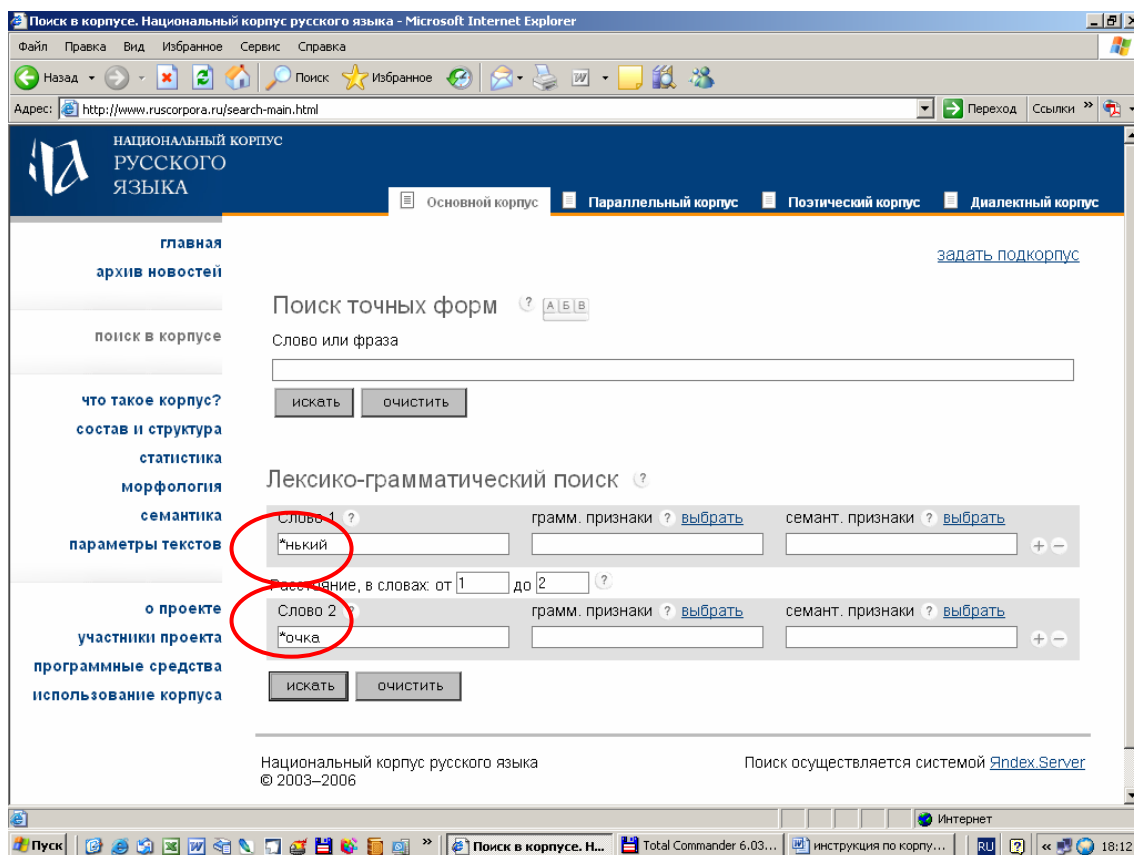 Поиск в корпусе. Национальный корпус русского языка - Microsoft Internet Explorer
Файл Правка Вид Избранное Сервис Справка
Назад Поиск Избранное
Адрес: http://www.ruscorpora.ru/search-main.html Переход Ссылки »
НАЦИОНАЛЬНЫЙ КОРПУС
РУССКОГО
ЯЗЫКА
Основной корпус Параллельный корпус Поэтический корпус Диалектный корпус
главная
архив новостей
поиск в корпусе
что такое корпус?
состав и структура
статистика
морфология
семантика
параметры текстов
о проекте
участники проекта
программные средства
использование корпуса
задать подкорпус
Поиск точных форм ? А Б В
Слово или фраза
искать очистить
Лексико-грамматический поиск ?
Слово 1 ? грамм. признаки ? выбрать семант. признаки ? выбрать
*нький + −
Расстояние, в словах: от 1 до 2 ?
Слово 2 ? грамм. признаки ? выбрать семант. признаки ? выбрать
*очка + −
искать очистить
Национальный корпус русского языка Поиск осуществляется системой Яndex.Server
© 2003–2006
Интернет
Пуск » Поиск в корпусе. Н... Total Commander 6.03... инструкция по корпу... RU ? « 18:12